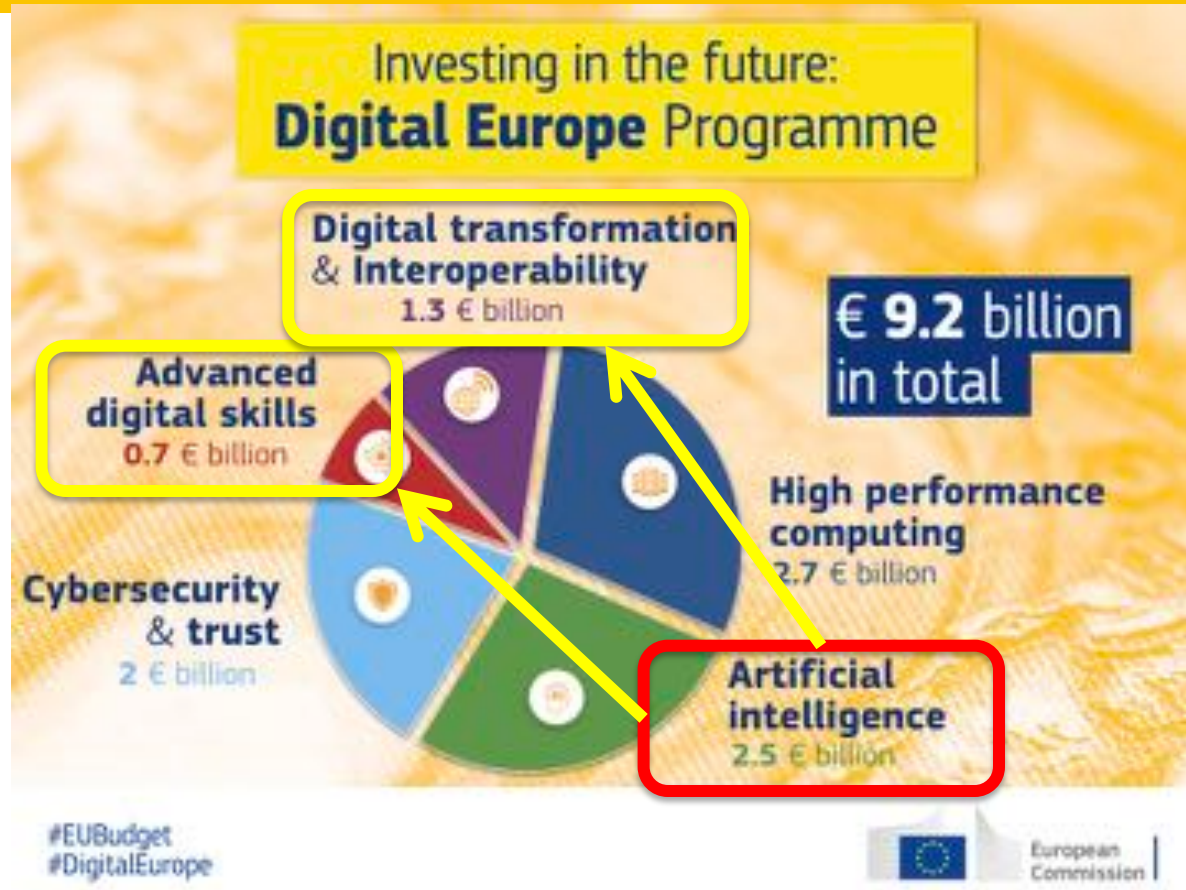 Investing in the future:
Digital Europe Programme
Digital transformation
& Interoperability
1.3 € billion
€ 9.2 billion
in total
Advanced
digital skills
0.7 € billion
High performance
computing
2.7 € billion
Cybersecurity
& trust
2 € billion
Artificial
intelligence
2.5 € billion
#EUBudget
#DigitalEurope
European
Commission